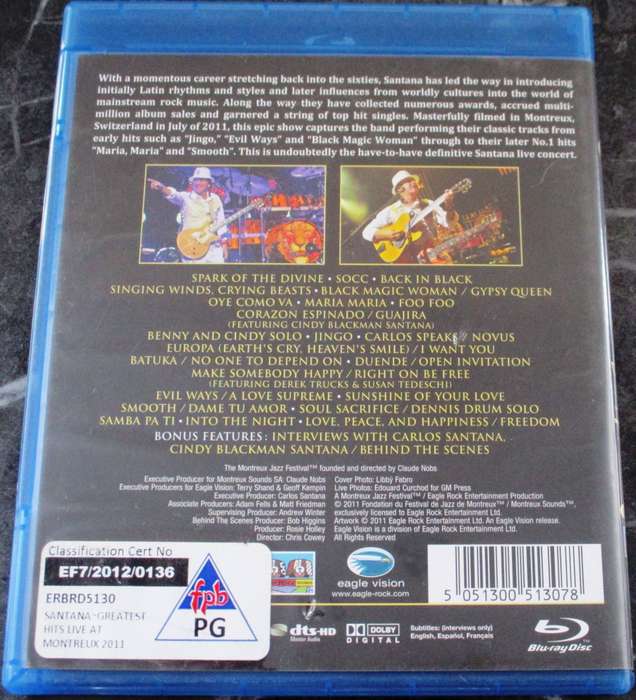 With a momentous career stretching back into the sixties, Santana has led the way in introducing
initially Latin rhythms and styles and later influences from worldly cultures into the world of
mainstream rock music. Along the way they have collected numerous awards, accrued multi-
million album sales and garnered a string of top hit singles. Masterfully filmed in Montreux,
Switzerland in July of 2011, this epic show captures the band performing their classic tracks from
early hits such as "Jingo," "Evil Ways" and "Black Magic Woman" through to their later No.1 hits
"Maria, Maria" and "Smooth". This is undoubtedly the have-to-have definitive Santana live concert.
SPARK OF THE DIVINE • SOCC • BACK IN BLACK
SINGING WINDS, CRYING BEASTS • BLACK MAGIC WOMAN / GYPSY QUEEN
OYE COMO VA • MARIA MARIA • FOO FOO
CORAZON ESPINADO / GUAJIRA
(FEATURING CINDY BLACKMAN SANTANA)
BENNY AND CINDY SOLO • JINGO • CARLOS SPEAKS / NOVUS
EUROPA (EARTH'S CRY, HEAVEN'S SMILE) / I WANT YOU
BATUKA / NO ONE TO DEPEND ON • DUENDE / OPEN INVITATION
MAKE SOMEBODY HAPPY / RIGHT ON BE FREE
(FEATURING DEREK TRUCKS & SUSAN TEDESCHI)
EVIL WAYS / A LOVE SUPREME • SUNSHINE OF YOUR LOVE
SMOOTH / DAME TU AMOR • SOUL SACRIFICE / DENNIS DRUM SOLO
SAMBA PA TI • INTO THE NIGHT • LOVE, PEACE, AND HAPPINESS / FREEDOM
BONUS FEATURES: INTERVIEWS WITH CARLOS SANTANA,
CINDY BLACKMAN SANTANA / BEHIND THE SCENES
The Montreux Jazz Festival™ founded and directed by Claude Nobs
Executive Producer for Montreux Sounds SA: Claude Nobs
Executive Producers for Eagle Vision: Terry Shand & Geoff Kempin
Executive Producer: Carlos Santana
Associate Producers: Adam Fells & Matt Friedman
Supervising Producer: Andrew Winter
Behind The Scenes Producer: Bob Higgins
Producer: Rosie Holley
Director: Chris Cowey
Cover Photo: Libby Fabro
Live Photos: Edouard Curchod for GM Press
A Montreux Jazz Festival™ / Eagle Rock Entertainment Production
© 2011 Fondation du Festival de Jazz de Montreux™ / Montreux Sounds™,
exclusively licensed to Eagle Rock Entertainment Ltd.
Artwork © 2011 Eagle Rock Entertainment Ltd. An Eagle Vision release.
Eagle Vision is a division of Eagle Rock Entertainment Ltd.
Classification Cert No
EF7/2012/0136
ERBRD5130
SANTANA-GREATEST
HITS LIVE AT
MONTREUX 2011
fpb
PG
eagle vision
www.eagle-rock.com
5 051300 513078
dts-HD
Master Audio
DOLBY
DIGITAL
Subtitles: (interviews only)
English, Español, Français
Blu-ray Disc